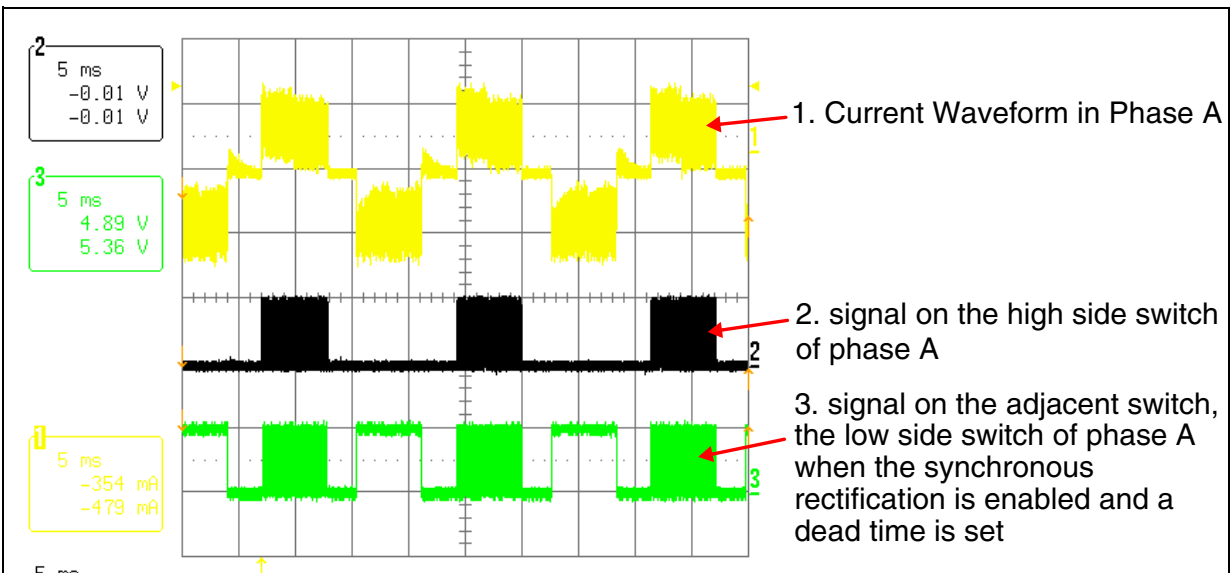 2
5 ms
-0.01 V
-0.01 V
3
5 ms
4.89 V
5.36 V
1
5 ms
-354 mA
-479 mA
5 ms
1
2
3
1. Current Waveform in Phase A
2. signal on the high side switch
of phase A
3. signal on the adjacent switch,
the low side switch of phase A
when the synchronous
rectification is enabled and a
dead time is set